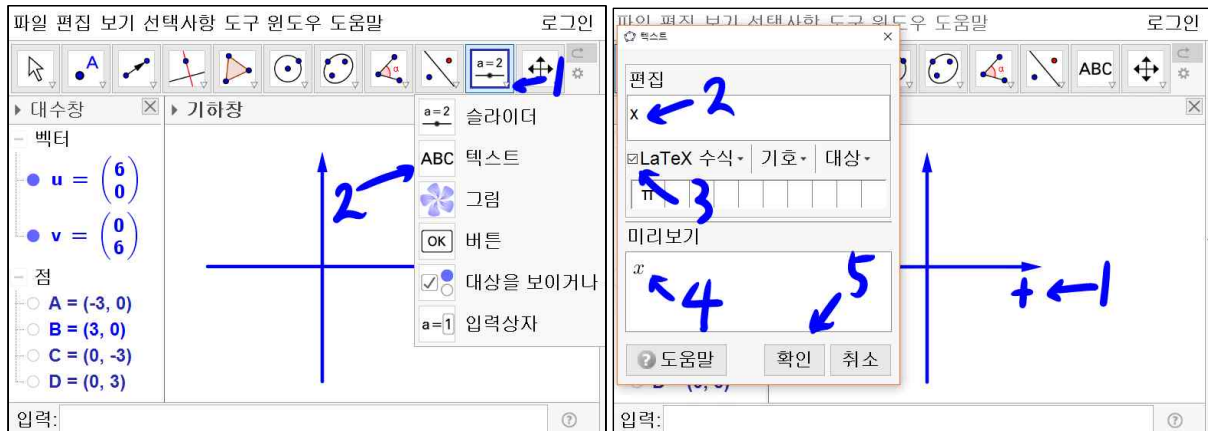 파일 편집 보기 선택사항 도구 윈도우 도움말 로그인
A
α
a=2
1
대수창
기하창
벡터
u = (6 0)
v = (0 6)
점
A = (-3, 0)
B = (3, 0)
C = (0, -3)
D = (0, 3)
a=2 슬라이더
ABC 텍스트
2
그림
OK 버튼
대상을 보이거나
a=1 입력상자
입력:
?
파일 편집 보기 선택사항 도구 윈도우 도움말 로그인
α
ABC
텍스트
편집
x
2
LaTeX 수식 기호 대상
π
3
미리보기
x
4
5
? 도움말 확인 취소
1
입력:
?